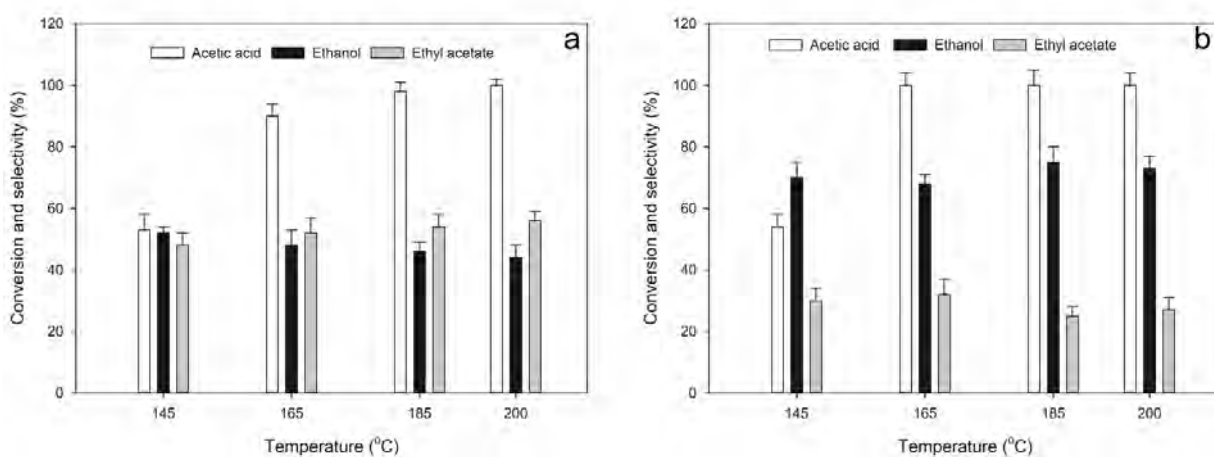 a
Acetic acid Ethanol Ethyl acetate
Conversion and selectivity (%)
120
100
80
60
40
20
0
145 165 185 200
Temperature (°C)
b
Acetic acid Ethanol Ethyl acetate
Conversion and selectivity (%)
120
100
80
60
40
20
0
145 165 185 200
Temperature (°C)